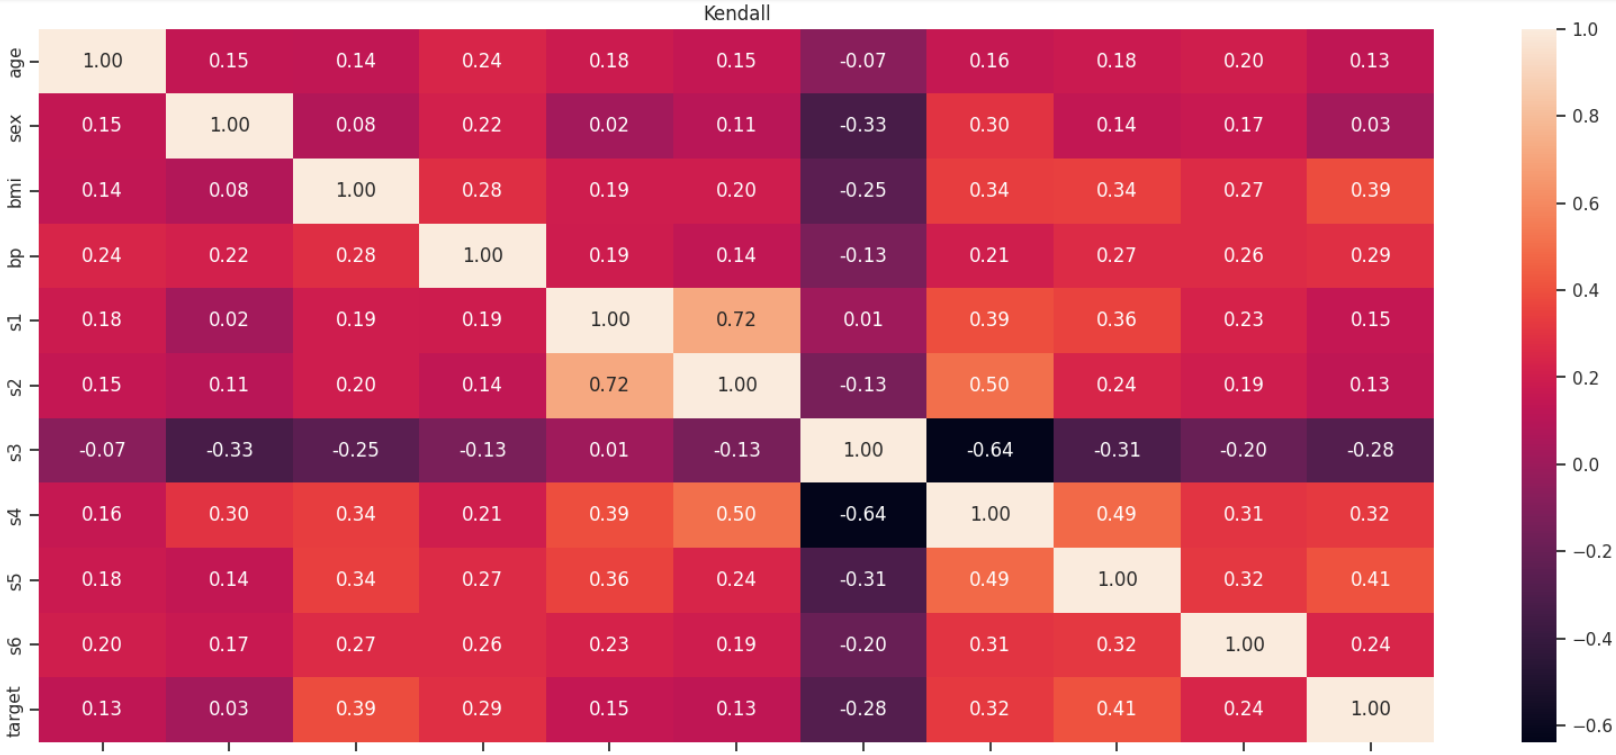 Kendall
age 1.00 0.15 0.14 0.24 0.18 0.15 -0.07 0.16 0.18 0.20 0.13
sex 0.15 1.00 0.08 0.22 0.02 0.11 -0.33 0.30 0.14 0.17 0.03
bmi 0.14 0.08 1.00 0.28 0.19 0.20 -0.25 0.34 0.34 0.27 0.39
bp 0.24 0.22 0.28 1.00 0.19 0.14 -0.13 0.21 0.27 0.26 0.29
s1 0.18 0.02 0.19 0.19 1.00 0.72 0.01 0.39 0.36 0.23 0.15
s2 0.15 0.11 0.20 0.14 0.72 1.00 -0.13 0.50 0.24 0.19 0.13
s3 -0.07 -0.33 -0.25 -0.13 0.01 -0.13 1.00 -0.64 -0.31 -0.20 -0.28
s4 0.16 0.30 0.34 0.21 0.39 0.50 -0.64 1.00 0.49 0.31 0.32
s5 0.18 0.14 0.34 0.27 0.36 0.24 -0.31 0.49 1.00 0.32 0.41
s6 0.20 0.17 0.27 0.26 0.23 0.19 -0.20 0.31 0.32 1.00 0.24
target 0.13 0.03 0.39 0.29 0.15 0.13 -0.28 0.32 0.41 0.24 1.00
1.0
0.8
0.6
0.4
0.2
0.0
−0.2
−0.4
−0.6